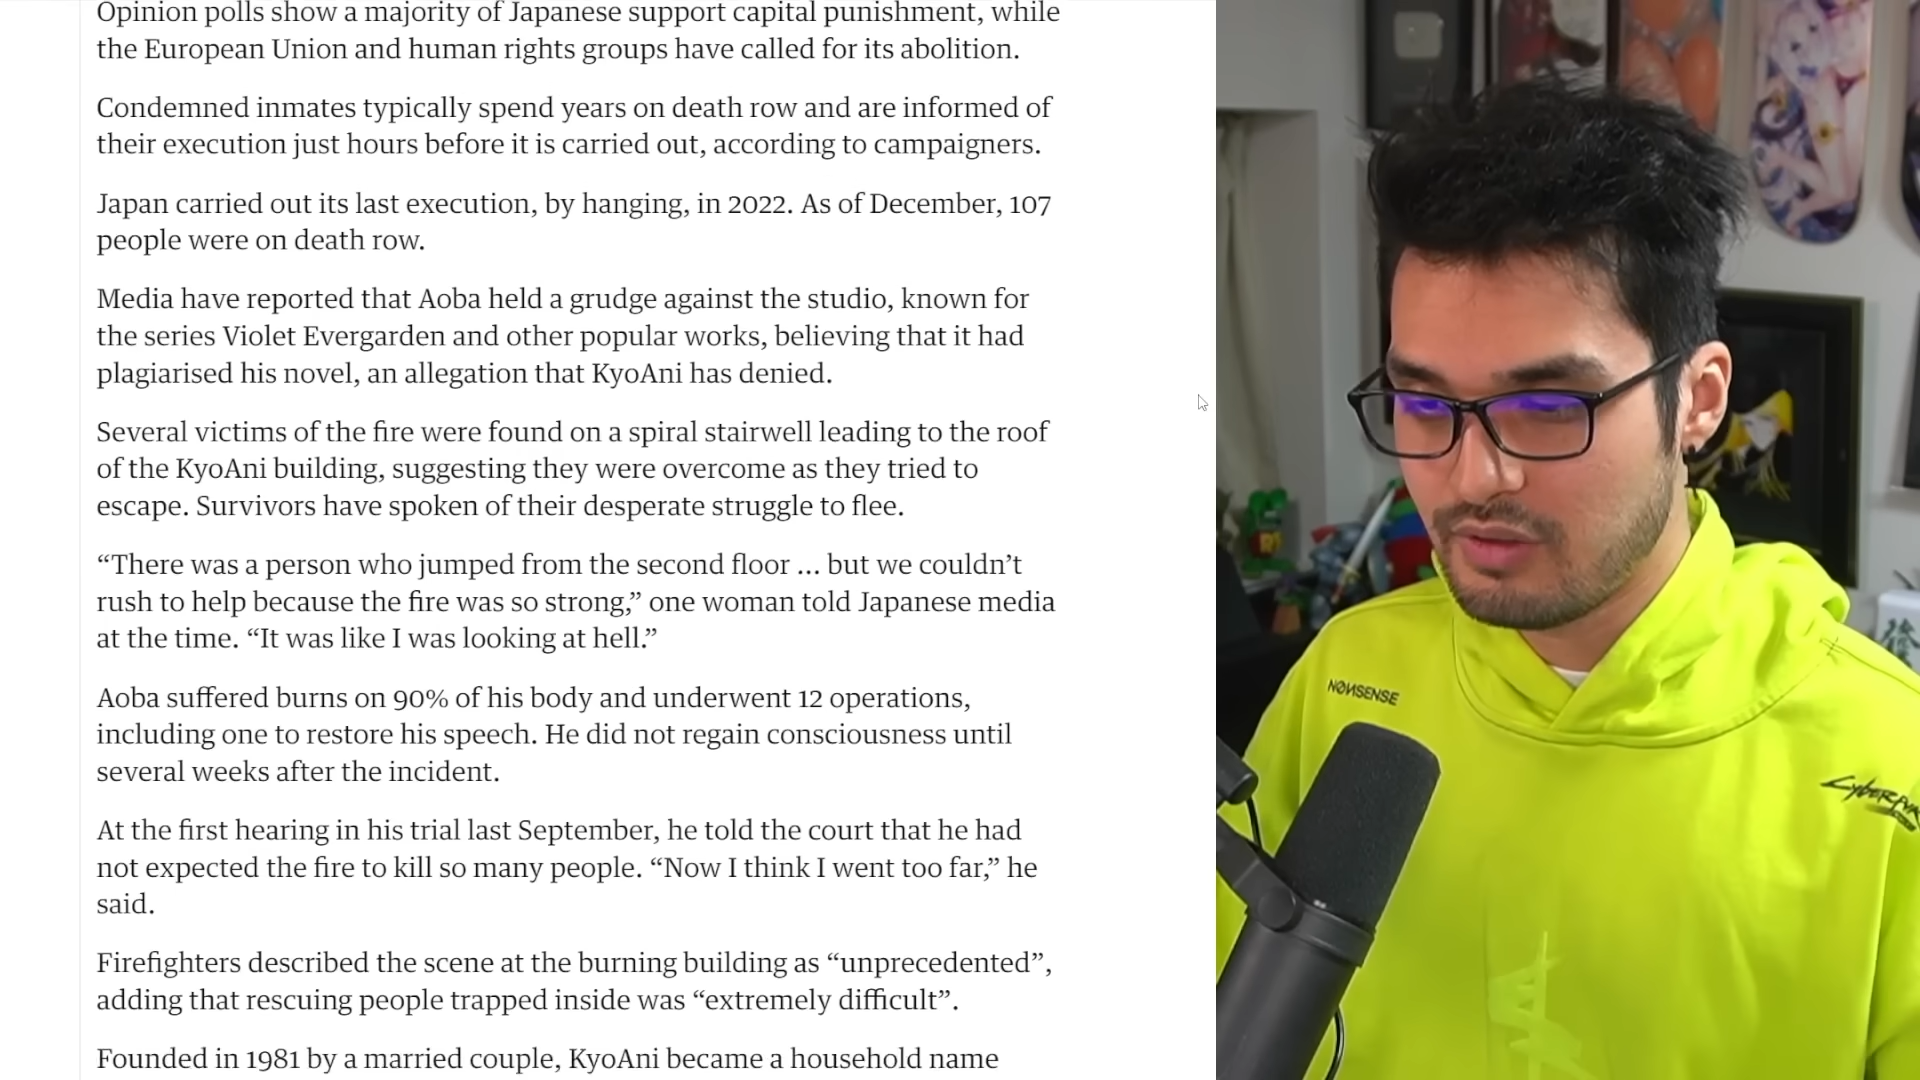 Opinion polls show a majority of Japanese support capital punishment, while
the European Union and human rights groups have called for its abolition.
Condemned inmates typically spend years on death row and are informed of
their execution just hours before it is carried out, according to campaigners.
Japan carried out its last execution, by hanging, in 2022. As of December, 107
people were on death row.
Media have reported that Aoba held a grudge against the studio, known for
the series Violet Evergarden and other popular works, believing that it had
plagiarised his novel, an allegation that KyoAni has denied.
Several victims of the fire were found on a spiral stairwell leading to the roof
of the KyoAni building, suggesting they were overcome as they tried to
escape. Survivors have spoken of their desperate struggle to flee.
“There was a person who jumped from the second floor … but we couldn’t
rush to help because the fire was so strong,” one woman told Japanese media
at the time. “It was like I was looking at hell.”
Aoba suffered burns on 90% of his body and underwent 12 operations,
including one to restore his speech. He did not regain consciousness until
several weeks after the incident.
At the first hearing in his trial last September, he told the court that he had
not expected the fire to kill so many people. “Now I think I went too far,” he
said.
Firefighters described the scene at the burning building as “unprecedented”,
adding that rescuing people trapped inside was “extremely difficult”.
Founded in 1981 by a married couple, KyoAni became a household name
NØNSENSE